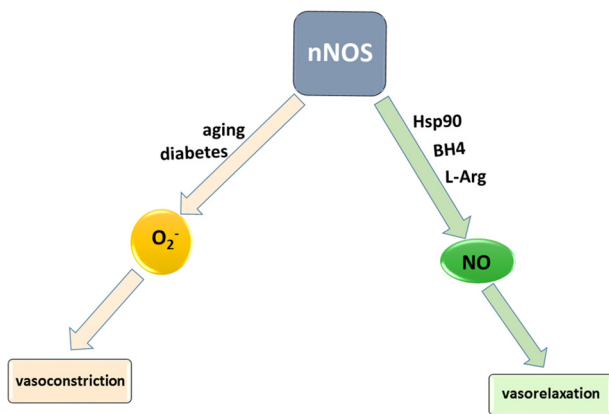 nNOS
aging
diabetes
Hsp90
BH4
L-Arg
O₂⁻
NO
vasoconstriction
vasorelaxation